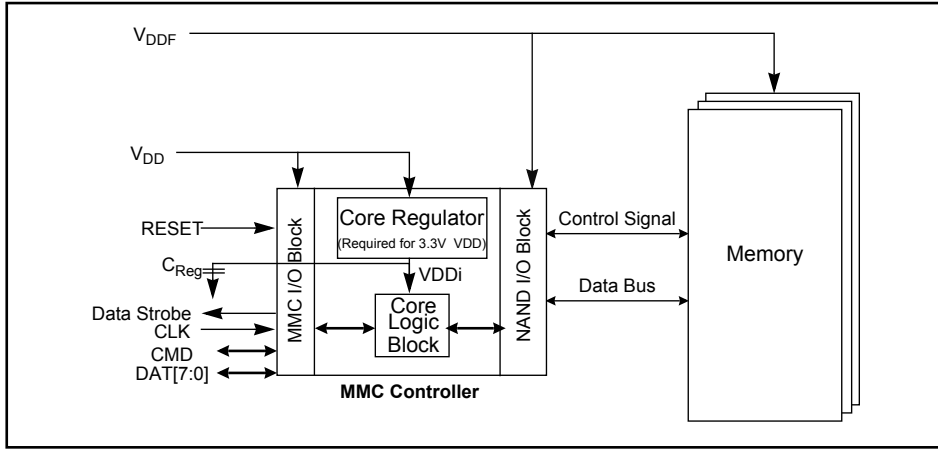 VDDF
VDD
RESET
CReg
Data Strobe
CLK
CMD
DAT[7:0]
MMC I/O Block
Core Regulator
(Required for 3.3V VDD)
VDDi
Core
Logic
Block
NAND I/O Block
MMC Controller
Control Signal
Data Bus
Memory